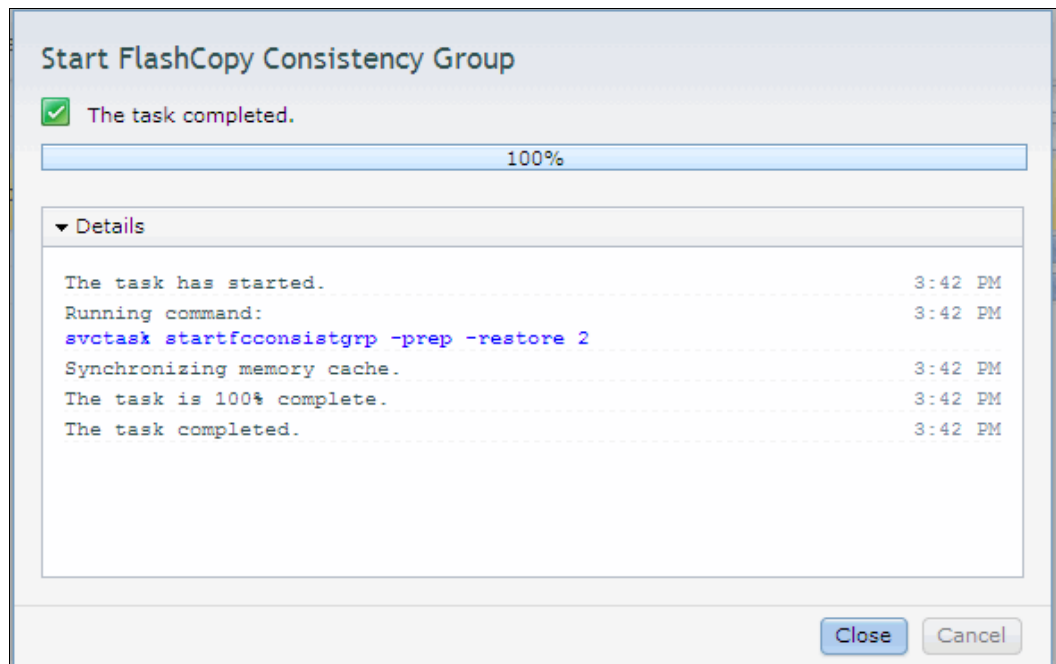 Start FlashCopy Consistency Group
The task completed.
100%
Details
The task has started. 3:42 PM
Running command: 3:42 PM
svctask startfcconsistgrp -prep -restore 2
Synchronizing memory cache. 3:42 PM
The task is 100% complete. 3:42 PM
The task completed. 3:42 PM
Close Cancel